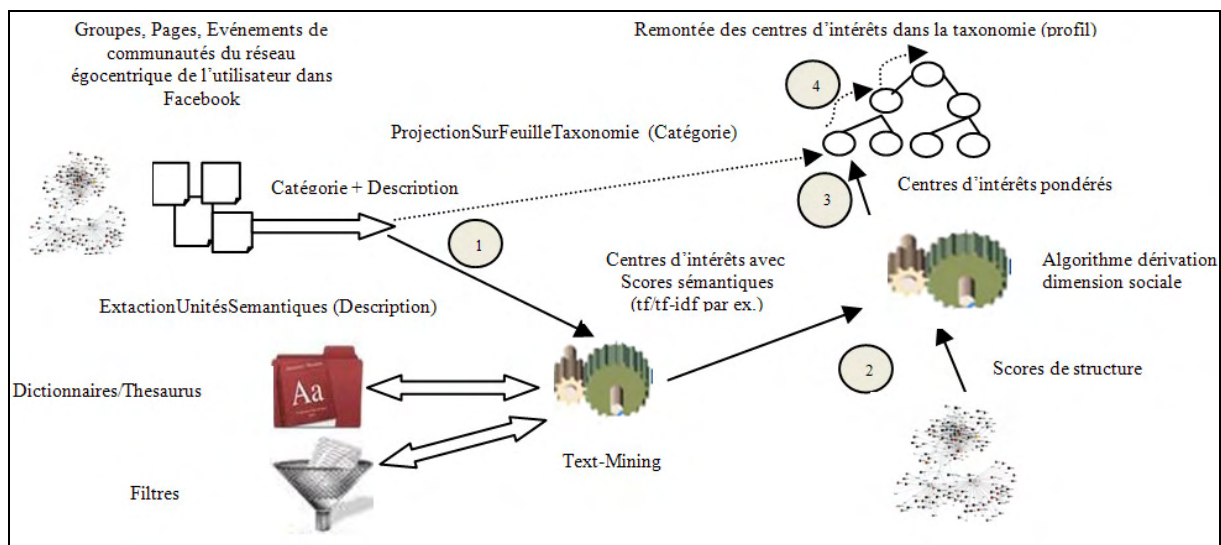 Groupes, Pages, Evénements de
communautés du réseau
égocentrique de l'utilisateur dans
Facebook
Remontée des centres d'intérêts dans la taxonomie (profil)
4
ProjectionSurFeuilleTaxonomie (Catégorie)
Catégorie + Description
3
Centres d'intérêts pondérés
1
Centres d'intérêts avec
Scores sémantiques
(tf/tf-idf par ex.)
Algorithme dérivation
dimension sociale
ExtactionUnitésSemantiques (Description)
2
Scores de structure
Dictionnaires/Thesaurus
Aa
Text-Mining
Filtres